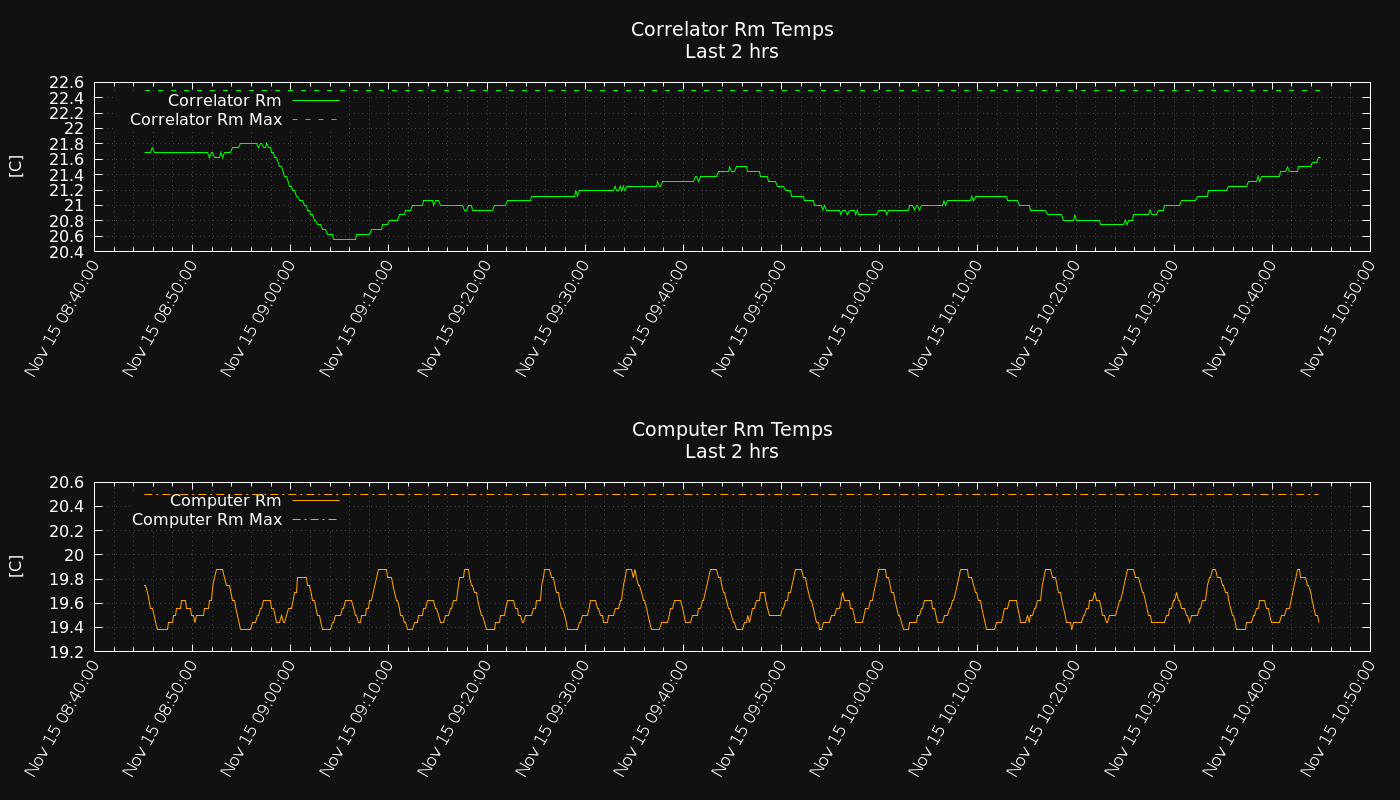 Correlator Rm Temps
Last 2 hrs
22.6
22.4
22.2
22
21.8
21.6
21.4
21.2
21
20.8
20.6
20.4
[C]
Correlator Rm
Correlator Rm Max
Nov 15 08:40:00
Nov 15 08:50:00
Nov 15 09:00:00
Nov 15 09:10:00
Nov 15 09:20:00
Nov 15 09:30:00
Nov 15 09:40:00
Nov 15 09:50:00
Nov 15 10:00:00
Nov 15 10:10:00
Nov 15 10:20:00
Nov 15 10:30:00
Nov 15 10:40:00
Nov 15 10:50:00
Computer Rm Temps
Last 2 hrs
20.6
20.4
20.2
20
19.8
19.6
19.4
19.2
[C]
Computer Rm
Computer Rm Max
Nov 15 08:40:00
Nov 15 08:50:00
Nov 15 09:00:00
Nov 15 09:10:00
Nov 15 09:20:00
Nov 15 09:30:00
Nov 15 09:40:00
Nov 15 09:50:00
Nov 15 10:00:00
Nov 15 10:10:00
Nov 15 10:20:00
Nov 15 10:30:00
Nov 15 10:40:00
Nov 15 10:50:00